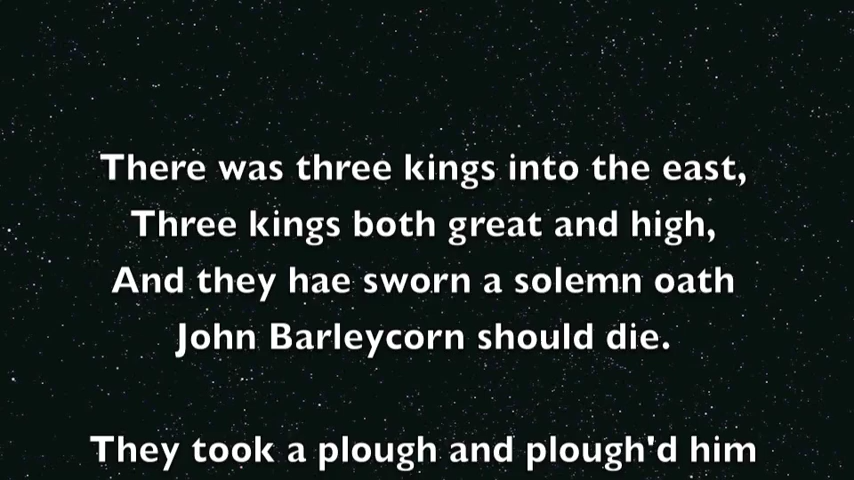 There was three kings into the east,
Three kings both great and high,
And they hae sworn a solemn oath
John Barleycorn should die.
They took a plough and plough'd him